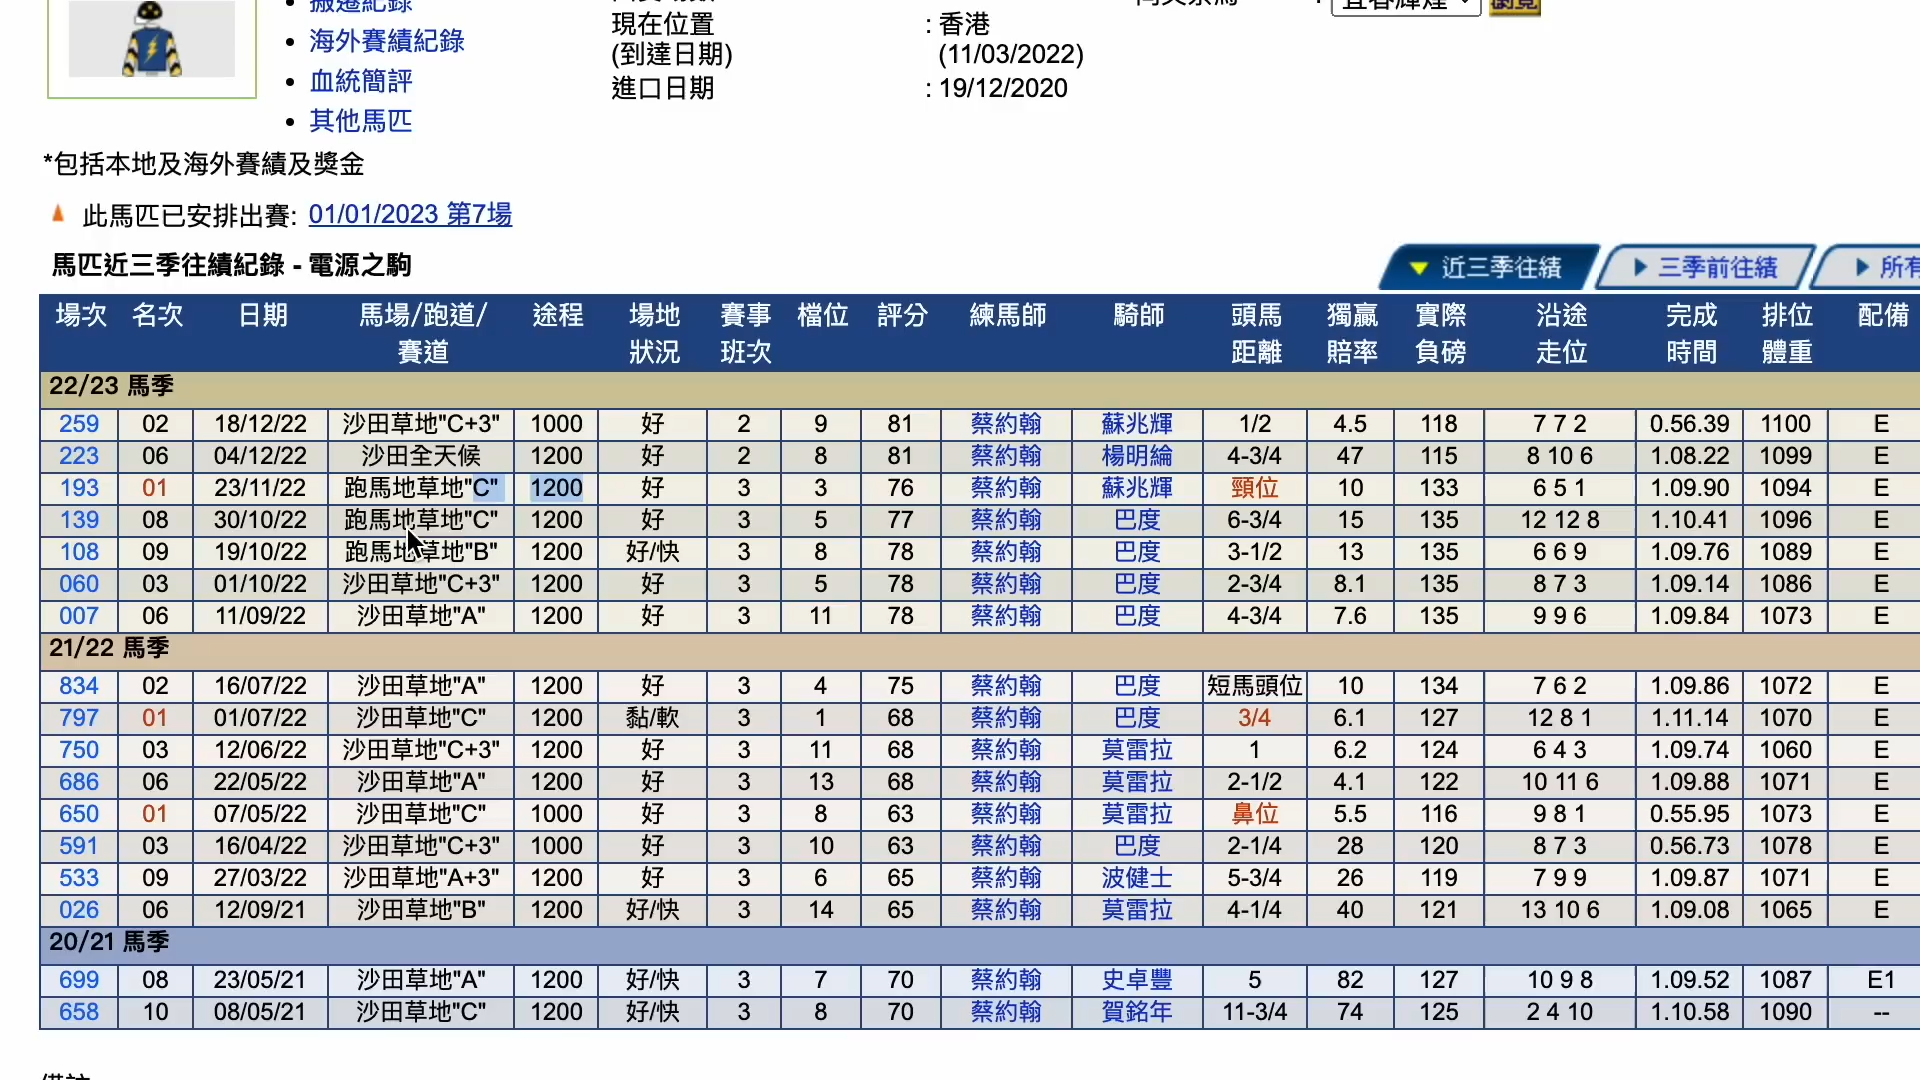 搬遷紀錄
海外賽績紀錄
血統簡評
其他馬匹
現在位置
(到達日期)
: 香港
(11/03/2022)
進口日期 : 19/12/2020
*包括本地及海外賽績及獎金
此馬匹已安排出賽: 01/01/2023 第7場
馬匹近三季往績紀錄 - 電源之駒
近三季往績 三季前往績 所有
場次 名次 日期 馬場/跑道/賽道 途程 場地狀況 賽事班次 檔位 評分 練馬師 騎師 頭馬距離 獨贏賠率 實際負磅 沿途走位 完成時間 排位體重 配備
22/23 馬季
259 02 18/12/22 沙田草地"C+3" 1000 好 2 9 81 蔡約翰 蘇兆輝 1/2 4.5 118 7 7 2 0.56.39 1100 E
223 06 04/12/22 沙田全天候 1200 好 2 8 81 蔡約翰 楊明綸 4-3/4 47 115 8 10 6 1.08.22 1099 E
193 01 23/11/22 跑馬地草地"C" 1200 好 3 3 76 蔡約翰 蘇兆輝 頸位 10 133 6 5 1 1.09.90 1094 E
139 08 30/10/22 跑馬地草地"C" 1200 好 3 5 77 蔡約翰 巴度 6-3/4 15 135 12 12 8 1.10.41 1096 E
108 09 19/10/22 跑馬地草地"B" 1200 好/快 3 8 78 蔡約翰 巴度 3-1/2 13 135 6 6 9 1.09.76 1089 E
060 03 01/10/22 沙田草地"C+3" 1200 好 3 5 78 蔡約翰 巴度 2-3/4 8.1 135 8 7 3 1.09.14 1086 E
007 06 11/09/22 沙田草地"A" 1200 好 3 11 78 蔡約翰 巴度 4-3/4 7.6 135 9 9 6 1.09.84 1073 E
21/22 馬季
834 02 16/07/22 沙田草地"A" 1200 好 3 4 75 蔡約翰 巴度 短馬頭位 10 134 7 6 2 1.09.86 1072 E
797 01 01/07/22 沙田草地"C" 1200 黏/軟 3 1 68 蔡約翰 巴度 3/4 6.1 127 12 8 1 1.11.14 1070 E
750 03 12/06/22 沙田草地"C+3" 1200 好 3 11 68 蔡約翰 莫雷拉 1 6.2 124 6 4 3 1.09.74 1060 E
686 06 22/05/22 沙田草地"A" 1200 好 3 13 68 蔡約翰 莫雷拉 2-1/2 4.1 122 10 11 6 1.09.88 1071 E
650 01 07/05/22 沙田草地"C" 1000 好 3 8 63 蔡約翰 莫雷拉 鼻位 5.5 116 9 8 1 0.55.95 1073 E
591 03 16/04/22 沙田草地"C+3" 1000 好 3 10 63 蔡約翰 巴度 2-1/4 28 120 8 7 3 0.56.73 1078 E
533 09 27/03/22 沙田草地"A+3" 1200 好 3 6 65 蔡約翰 波健士 5-3/4 26 119 7 9 9 1.09.87 1071 E
026 06 12/09/21 沙田草地"B" 1200 好/快 3 14 65 蔡約翰 莫雷拉 4-1/4 40 121 13 10 6 1.09.08 1065 E
20/21 馬季
699 08 23/05/21 沙田草地"A" 1200 好/快 3 7 70 蔡約翰 史卓豐 5 82 127 10 9 8 1.09.52 1087 E1
658 10 08/05/21 沙田草地"C" 1200 好/快 3 8 70 蔡約翰 賀銘年 11-3/4 74 125 2 4 10 1.10.58 1090 --